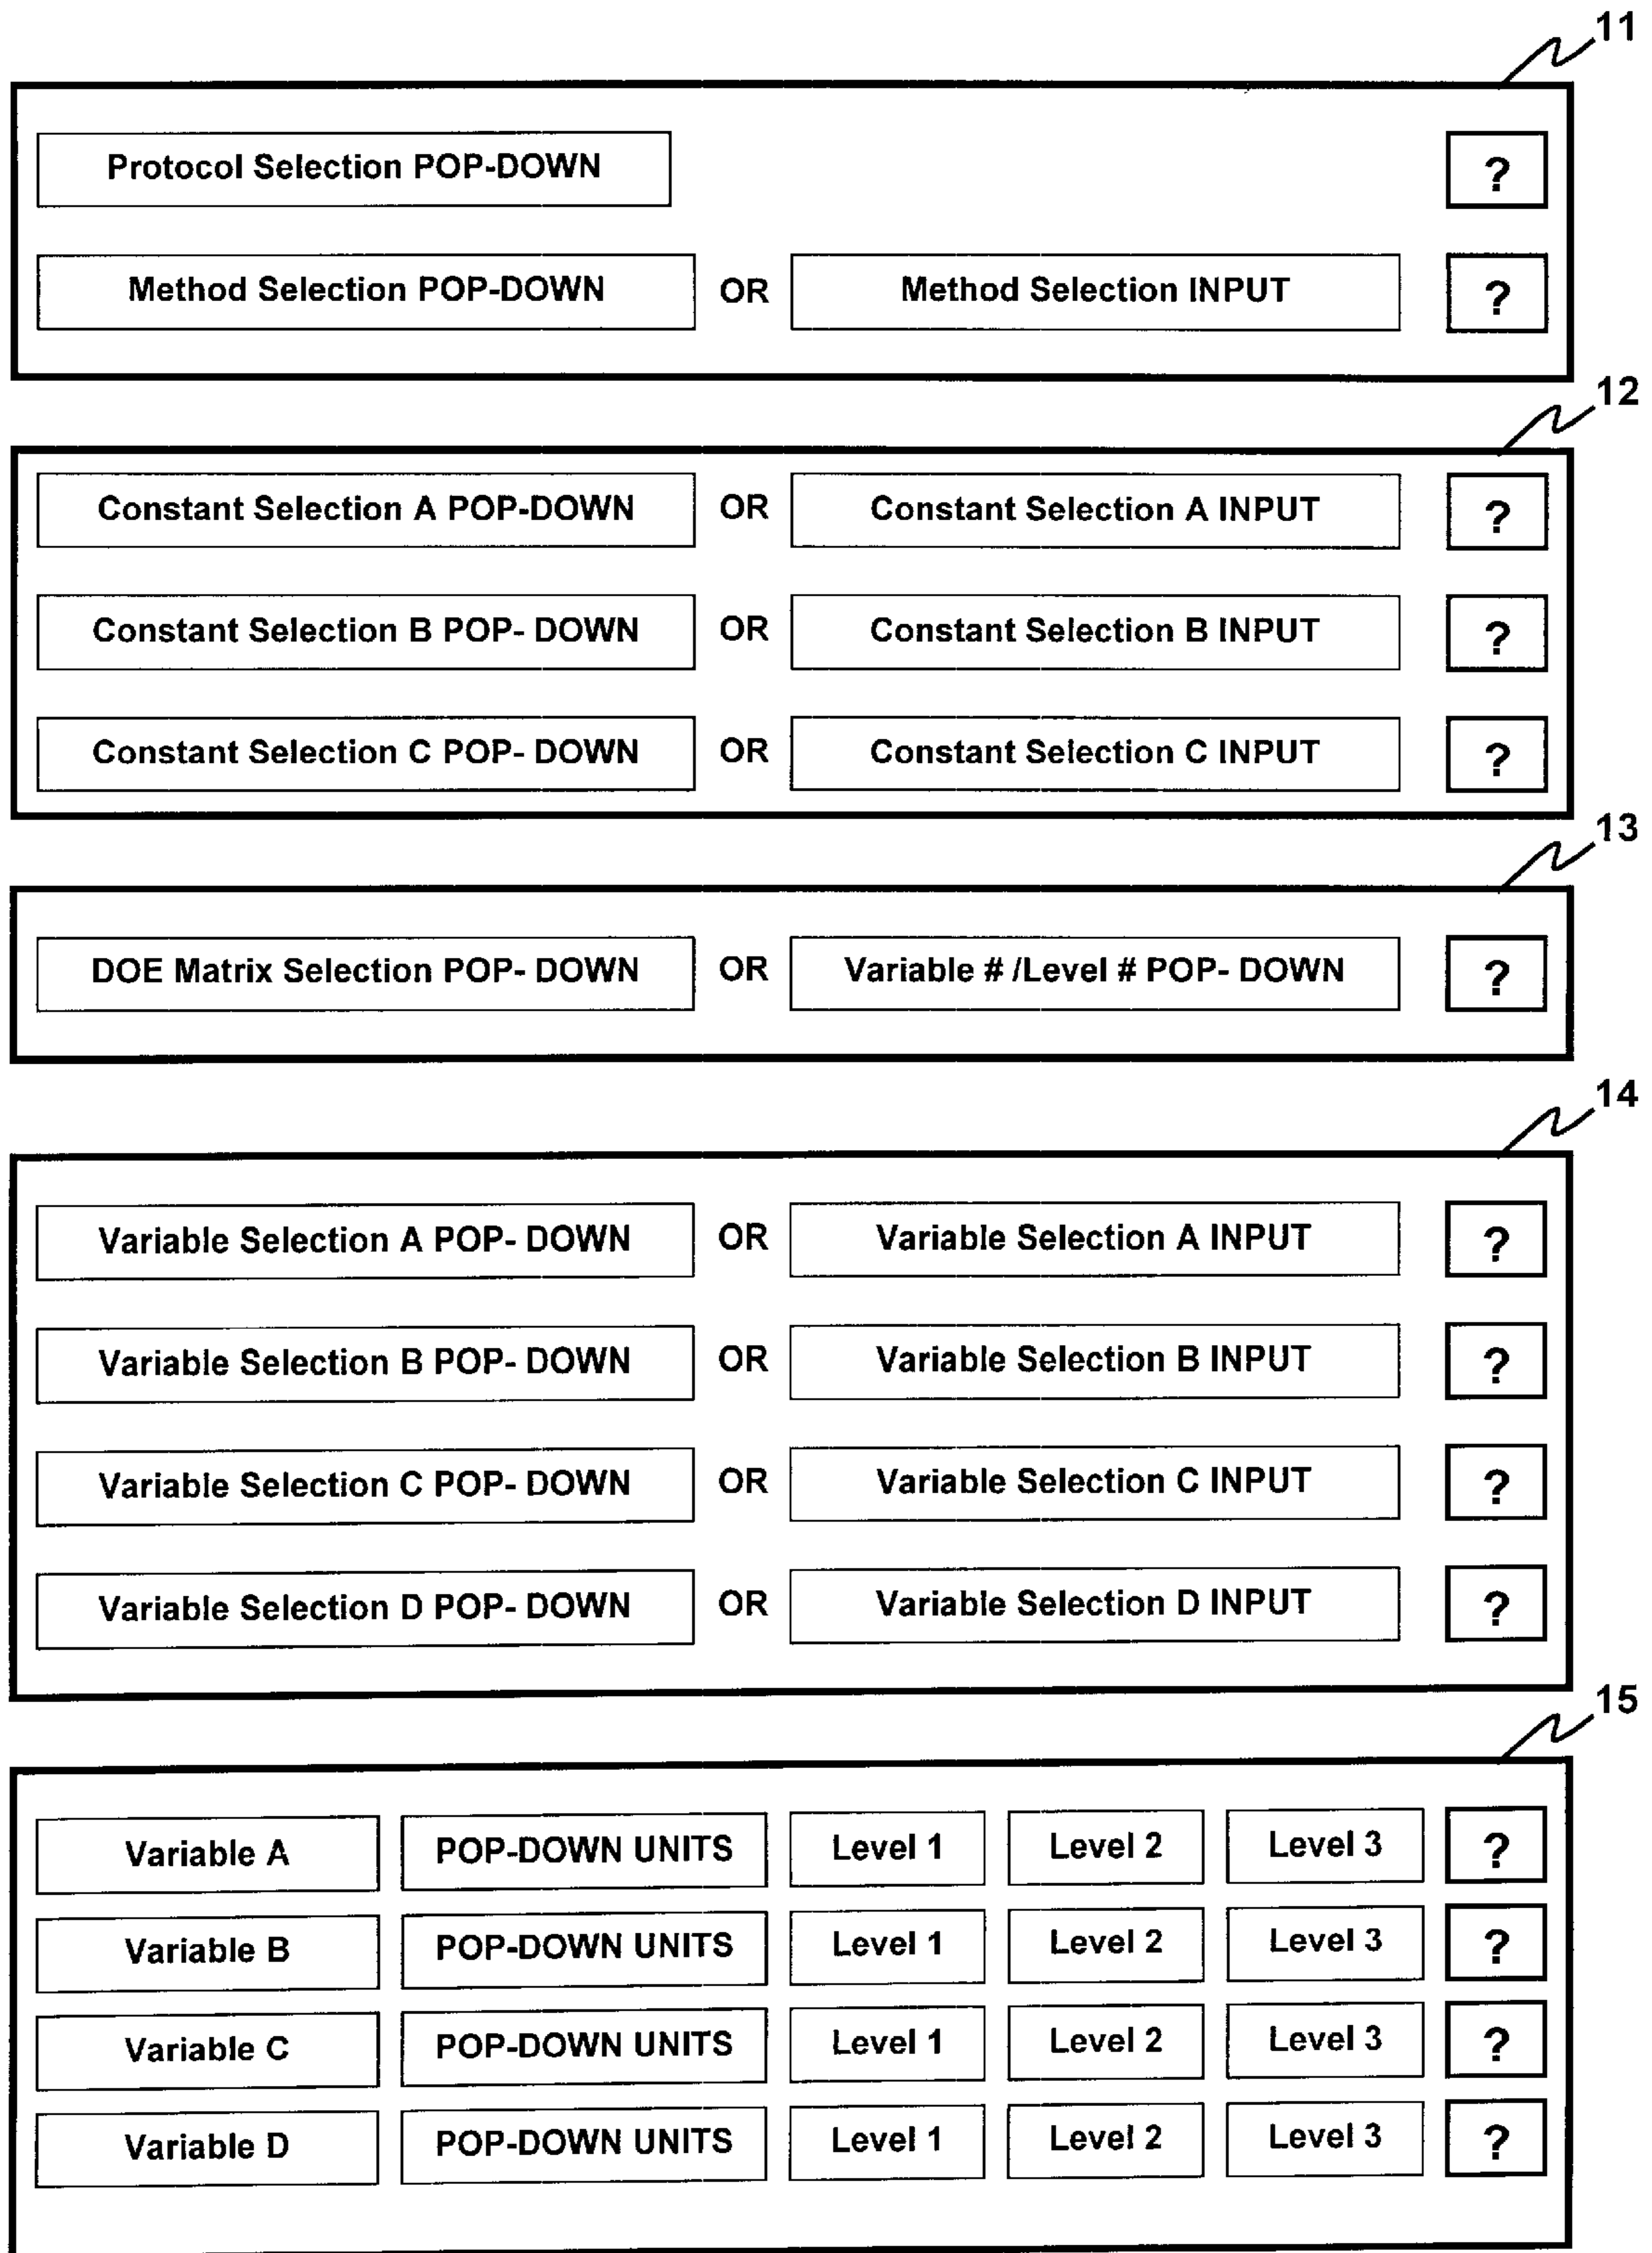 11
Protocol Selection POP-DOWN ?
Method Selection POP-DOWN OR Method Selection INPUT ?
12
Constant Selection A POP-DOWN OR Constant Selection A INPUT ?
Constant Selection B POP- DOWN OR Constant Selection B INPUT ?
Constant Selection C POP- DOWN OR Constant Selection C INPUT ?
13
DOE Matrix Selection POP- DOWN OR Variable # /Level # POP- DOWN ?
14
Variable Selection A POP- DOWN OR Variable Selection A INPUT ?
Variable Selection B POP- DOWN OR Variable Selection B INPUT ?
Variable Selection C POP- DOWN OR Variable Selection C INPUT ?
Variable Selection D POP- DOWN OR Variable Selection D INPUT ?
15
Variable A POP-DOWN UNITS Level 1 Level 2 Level 3 ?
Variable B POP-DOWN UNITS Level 1 Level 2 Level 3 ?
Variable C POP-DOWN UNITS Level 1 Level 2 Level 3 ?
Variable D POP-DOWN UNITS Level 1 Level 2 Level 3 ?